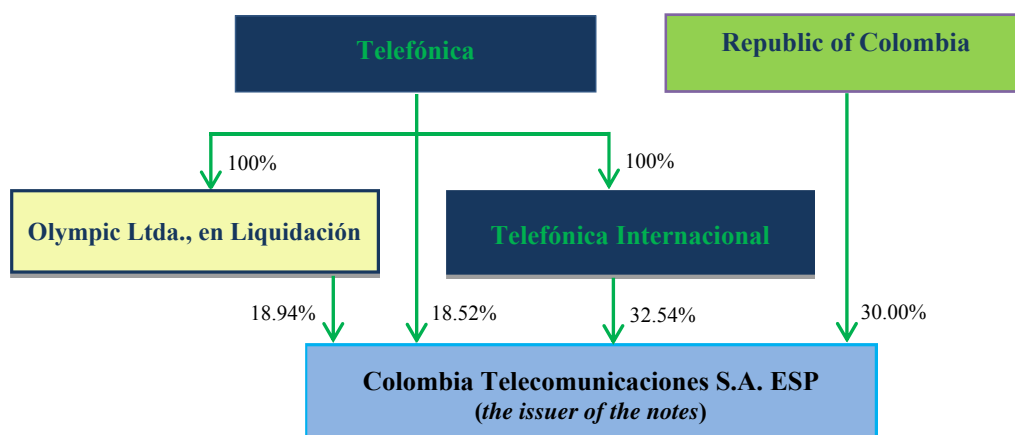 Telefónica
Republic of Colombia
100%
100%
Olympic Ltda., en Liquidación
Telefónica Internacional
18.94%
18.52%
32.54%
30.00%
Colombia Telecomunicaciones S.A. ESP
(the issuer of the notes)